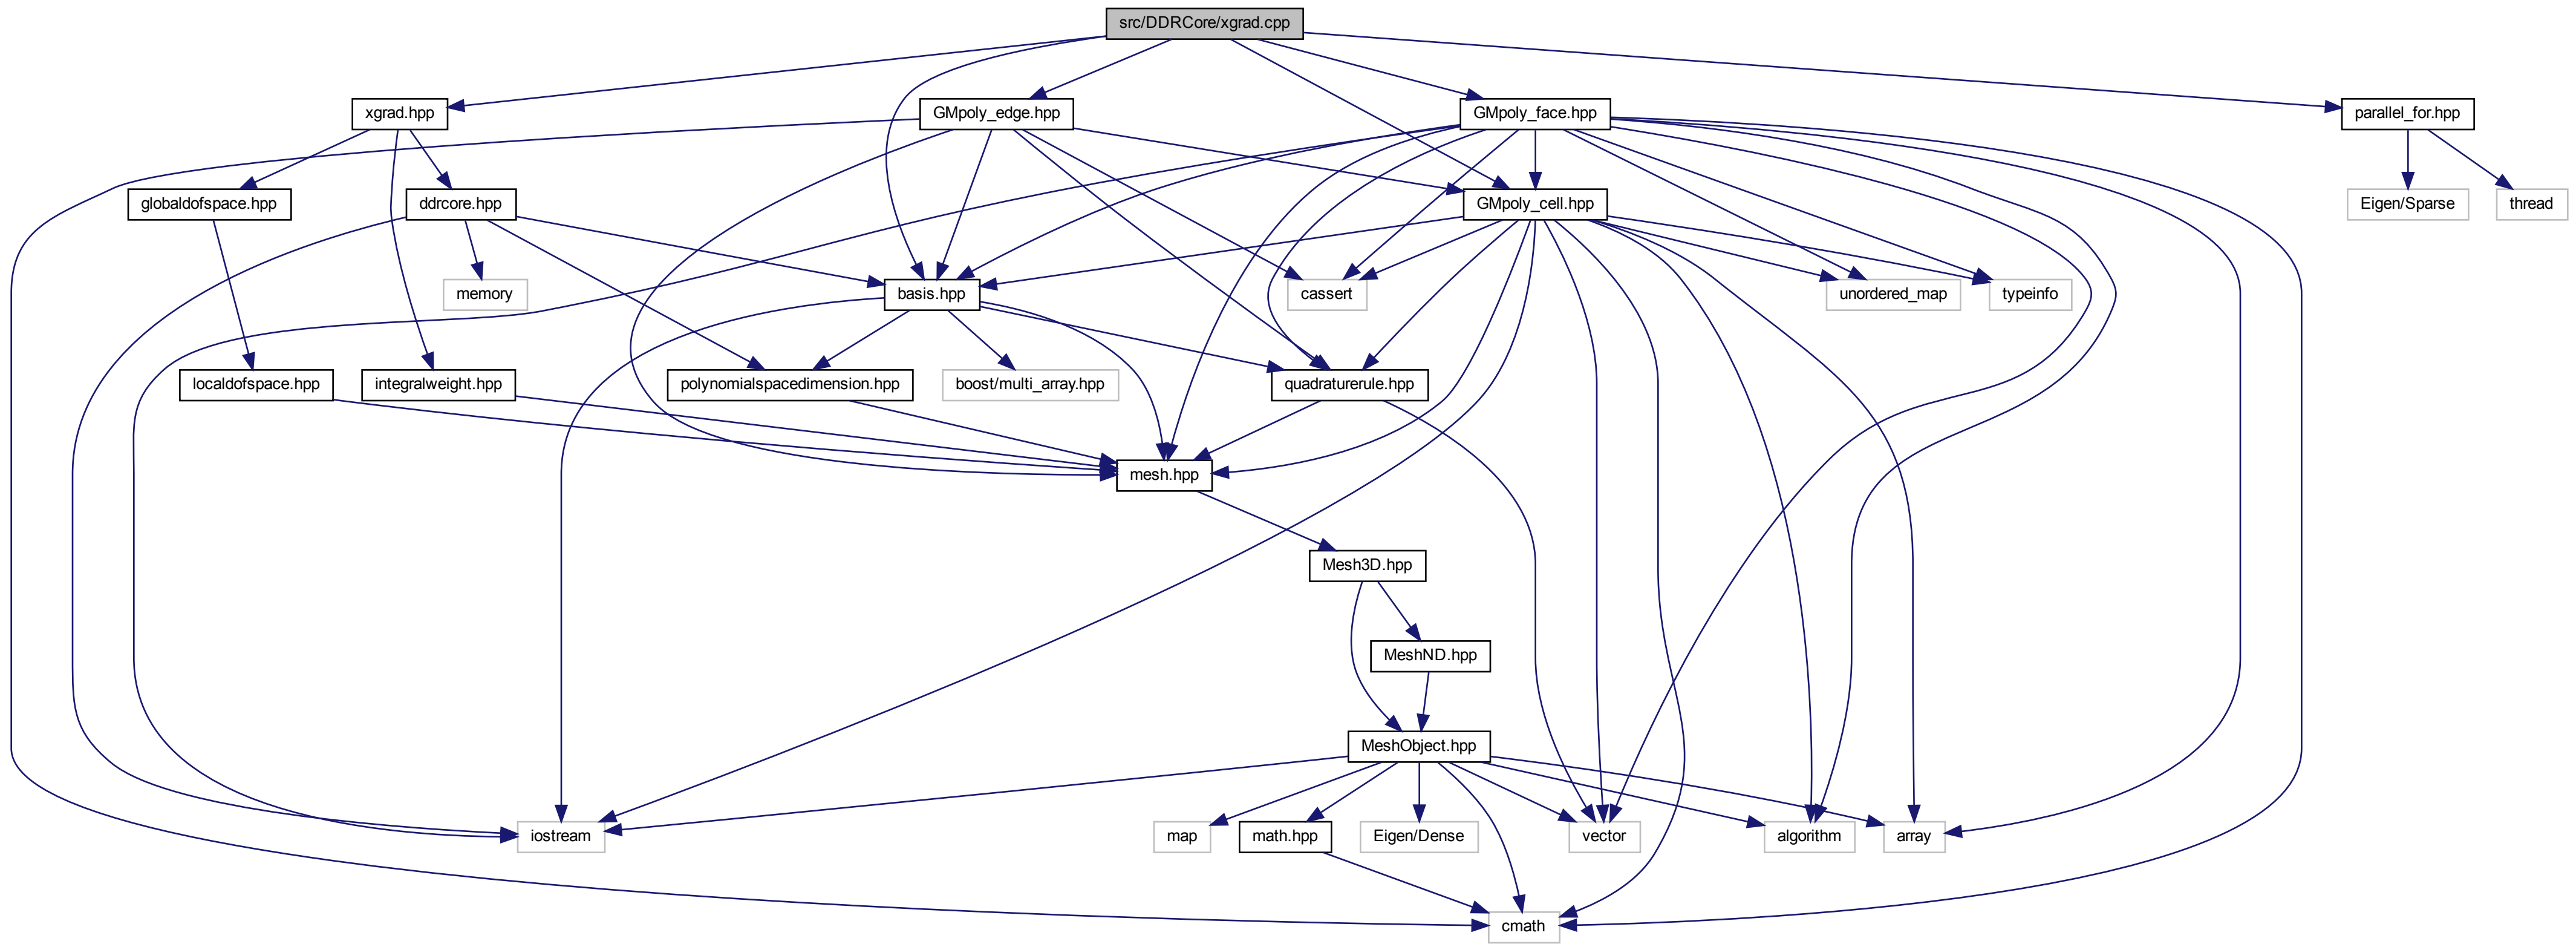 src/DDRCore/xgrad.cpp
xgrad.hpp
GMpoly_edge.hpp
GMpoly_face.hpp
parallel_for.hpp
globaldofspace.hpp
ddrcore.hpp
GMpoly_cell.hpp
Eigen/Sparse
thread
memory
basis.hpp
cassert
unordered_map
typeinfo
localdofspace.hpp
integralweight.hpp
polynomialspacedimension.hpp
boost/multi_array.hpp
quadraturerule.hpp
mesh.hpp
Mesh3D.hpp
MeshND.hpp
MeshObject.hpp
iostream
map
math.hpp
Eigen/Dense
vector
algorithm
array
cmath